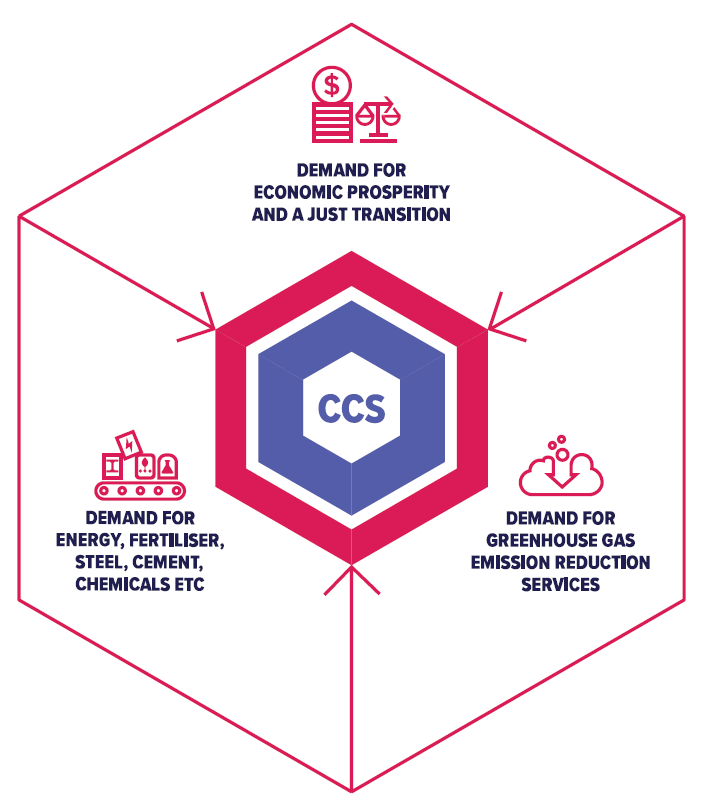 $
DEMAND FOR
ECONOMIC PROSPERITY
AND A JUST TRANSITION
CCS
DEMAND FOR
ENERGY, FERTILISER,
STEEL, CEMENT,
CHEMICALS ETC
DEMAND FOR
GREENHOUSE GAS
EMISSION REDUCTION
SERVICES